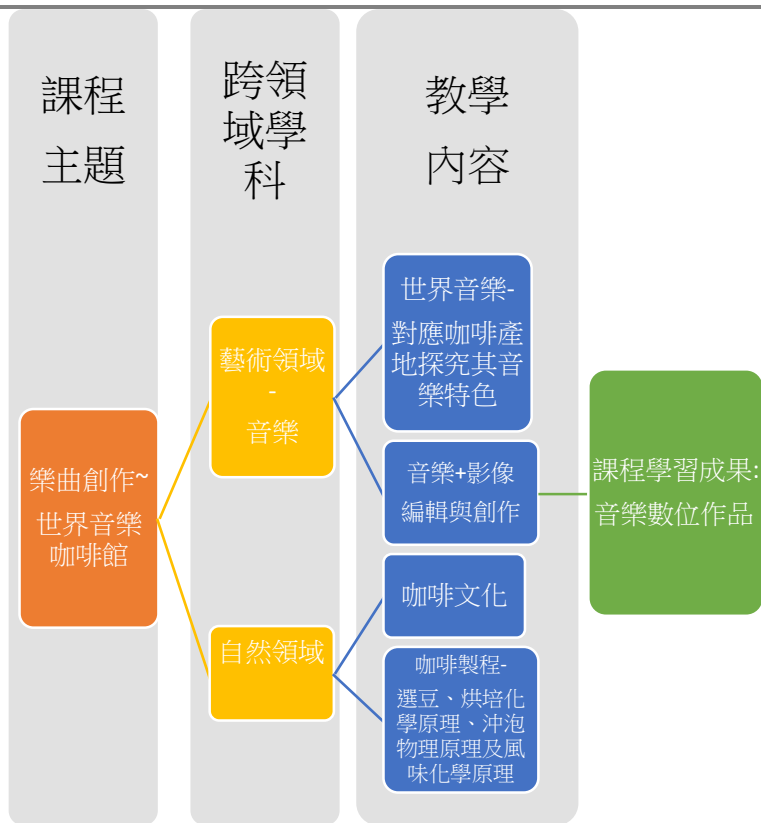 課程
主題
跨領
域學
科
教學
內容
樂曲創作~
世界音樂
咖啡館
藝術領域
-
音樂
自然領域
世界音樂-
對應咖啡產
地探究其音
樂特色
音樂+影像
編輯與創作
咖啡文化
咖啡製程-
選豆、烘培化
學原理、沖泡
物理原理及風
味化學原理
課程學習成果:
音樂數位作品